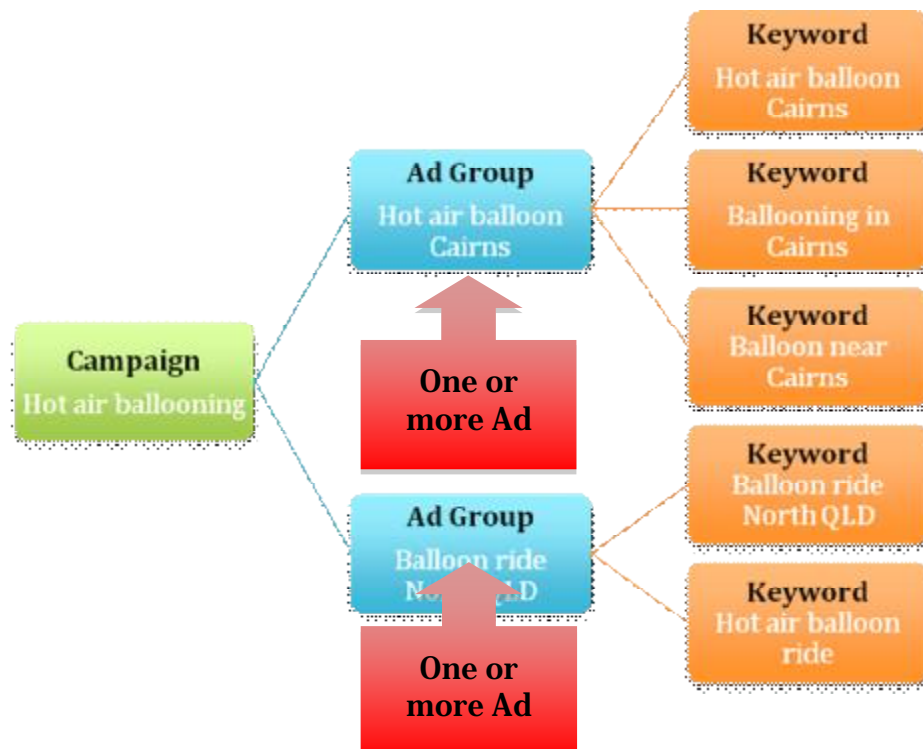 Campaign
Hot air ballooning
Ad Group
Hot air balloon
Cairns
One or
more Ad
Ad Group
Balloon ride
North QLD
One or
more Ad
Keyword
Hot air balloon
Cairns
Keyword
Ballooning in
Cairns
Keyword
Balloon near
Cairns
Keyword
Balloon ride
North QLD
Keyword
Hot air balloon
ride